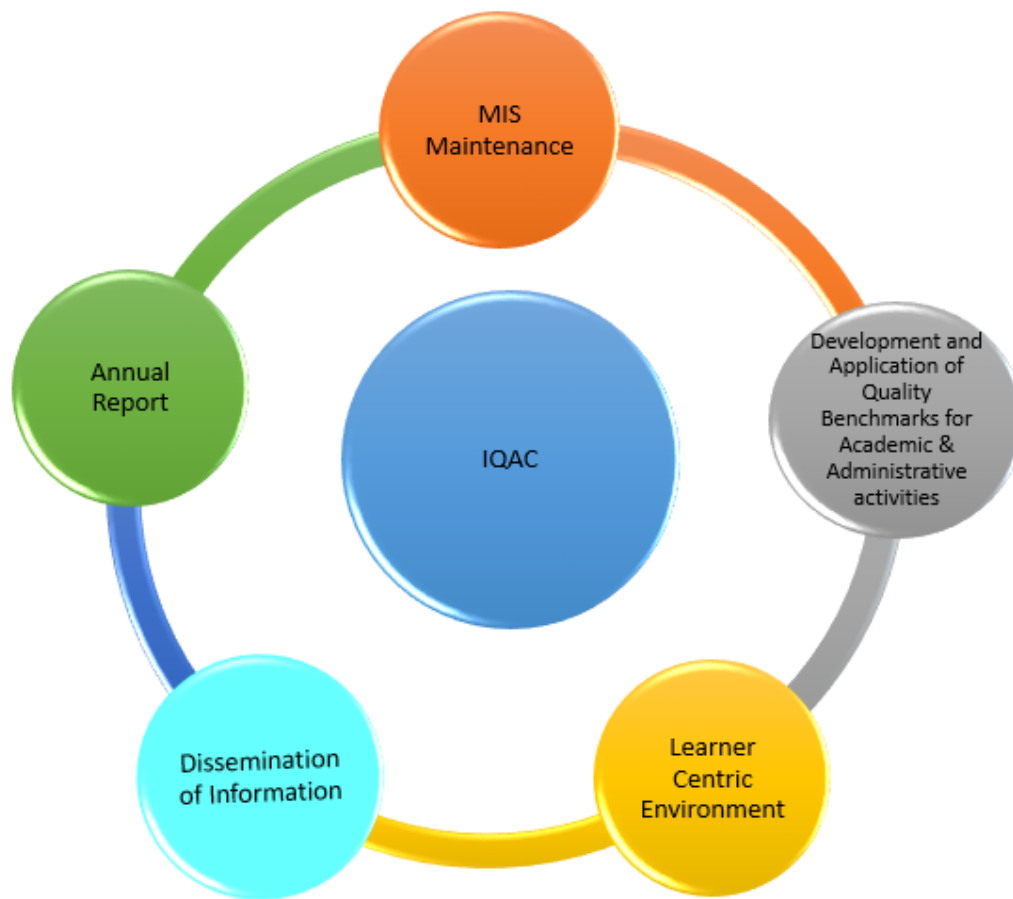 MIS
Maintenance
Development and
Application of
Quality
Benchmarks for
Academic &
Administrative
activities
Learner
Centric
Environment
Dissemination
of Information
Annual
Report
IQAC